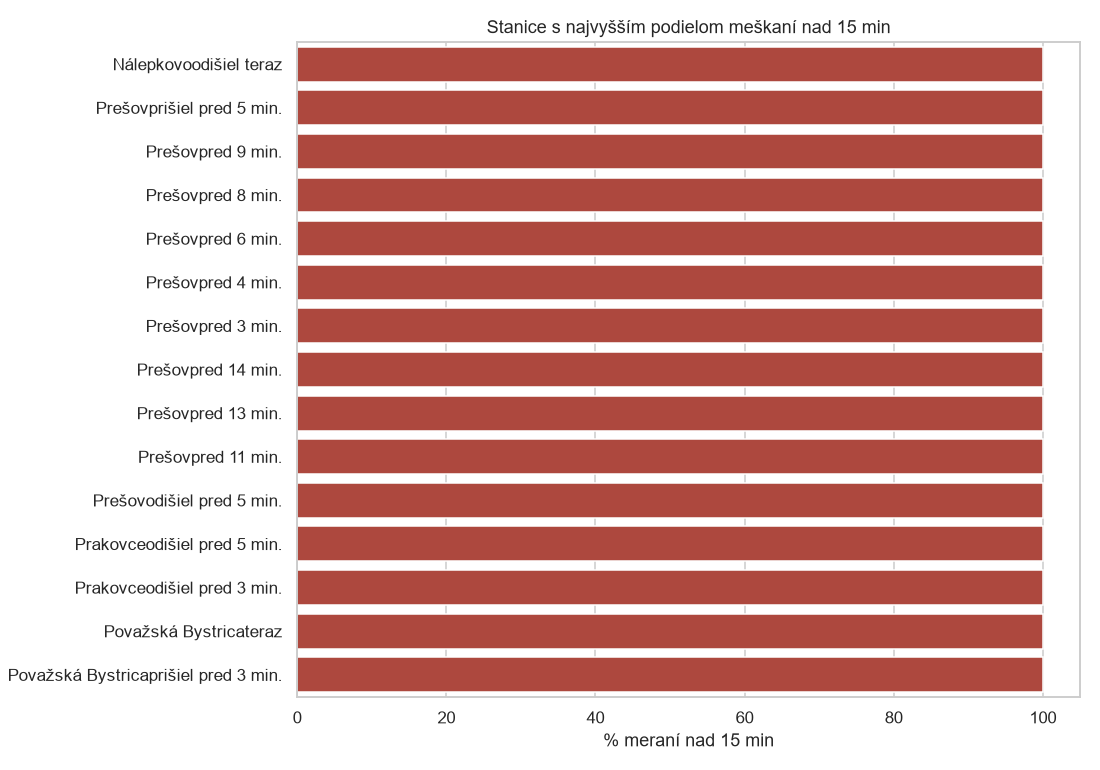 Stanice s najvyšším podielom meškaní nad 15 min
Nálepkovoodišiel teraz
Prešovprišiel pred 5 min.
Prešovpred 9 min.
Prešovpred 8 min.
Prešovpred 6 min.
Prešovpred 4 min.
Prešovpred 3 min.
Prešovpred 14 min.
Prešovpred 13 min.
Prešovpred 11 min.
Prešovodišiel pred 5 min.
Prakovceodišiel pred 5 min.
Prakovceodišiel pred 3 min.
Považská Bystricateraz
Považská Bystricaprišiel pred 3 min.
0 20 40 60 80 100
% meraní nad 15 min